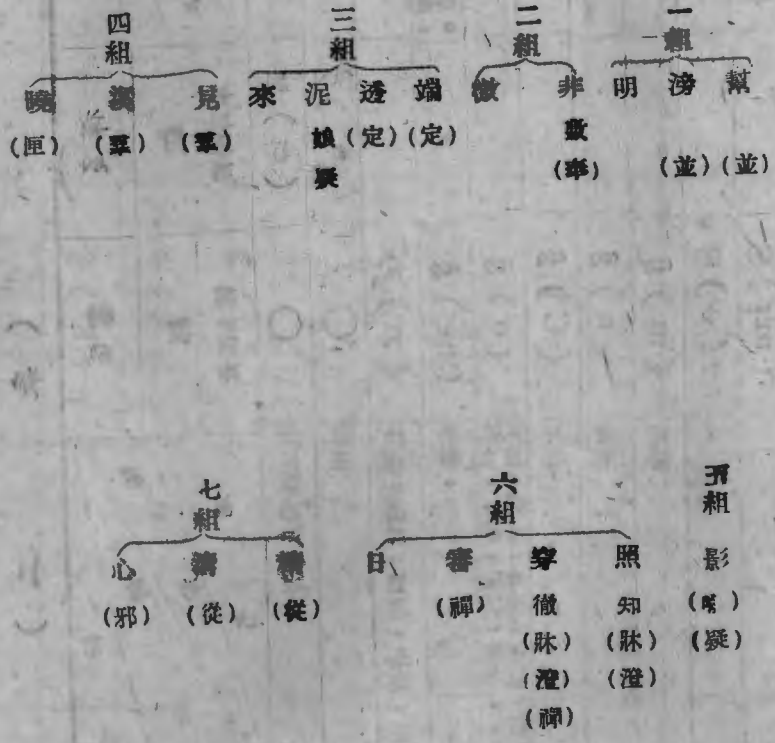 一組
幫 (並)
滂 (並)
明
二組
非 敷 (奉)
微
三組
端 (定)
透 (定)
泥 娘 疑
來
四組
見 (羣)
溪 (羣)
曉 (匣)
五組
影 (喻) (疑)
六組
照 知 (牀) (澄)
穿 徹 (牀) (澄) (禪)
審 (禪)
日
七組
精 (從)
清 (從)
心 (邪)